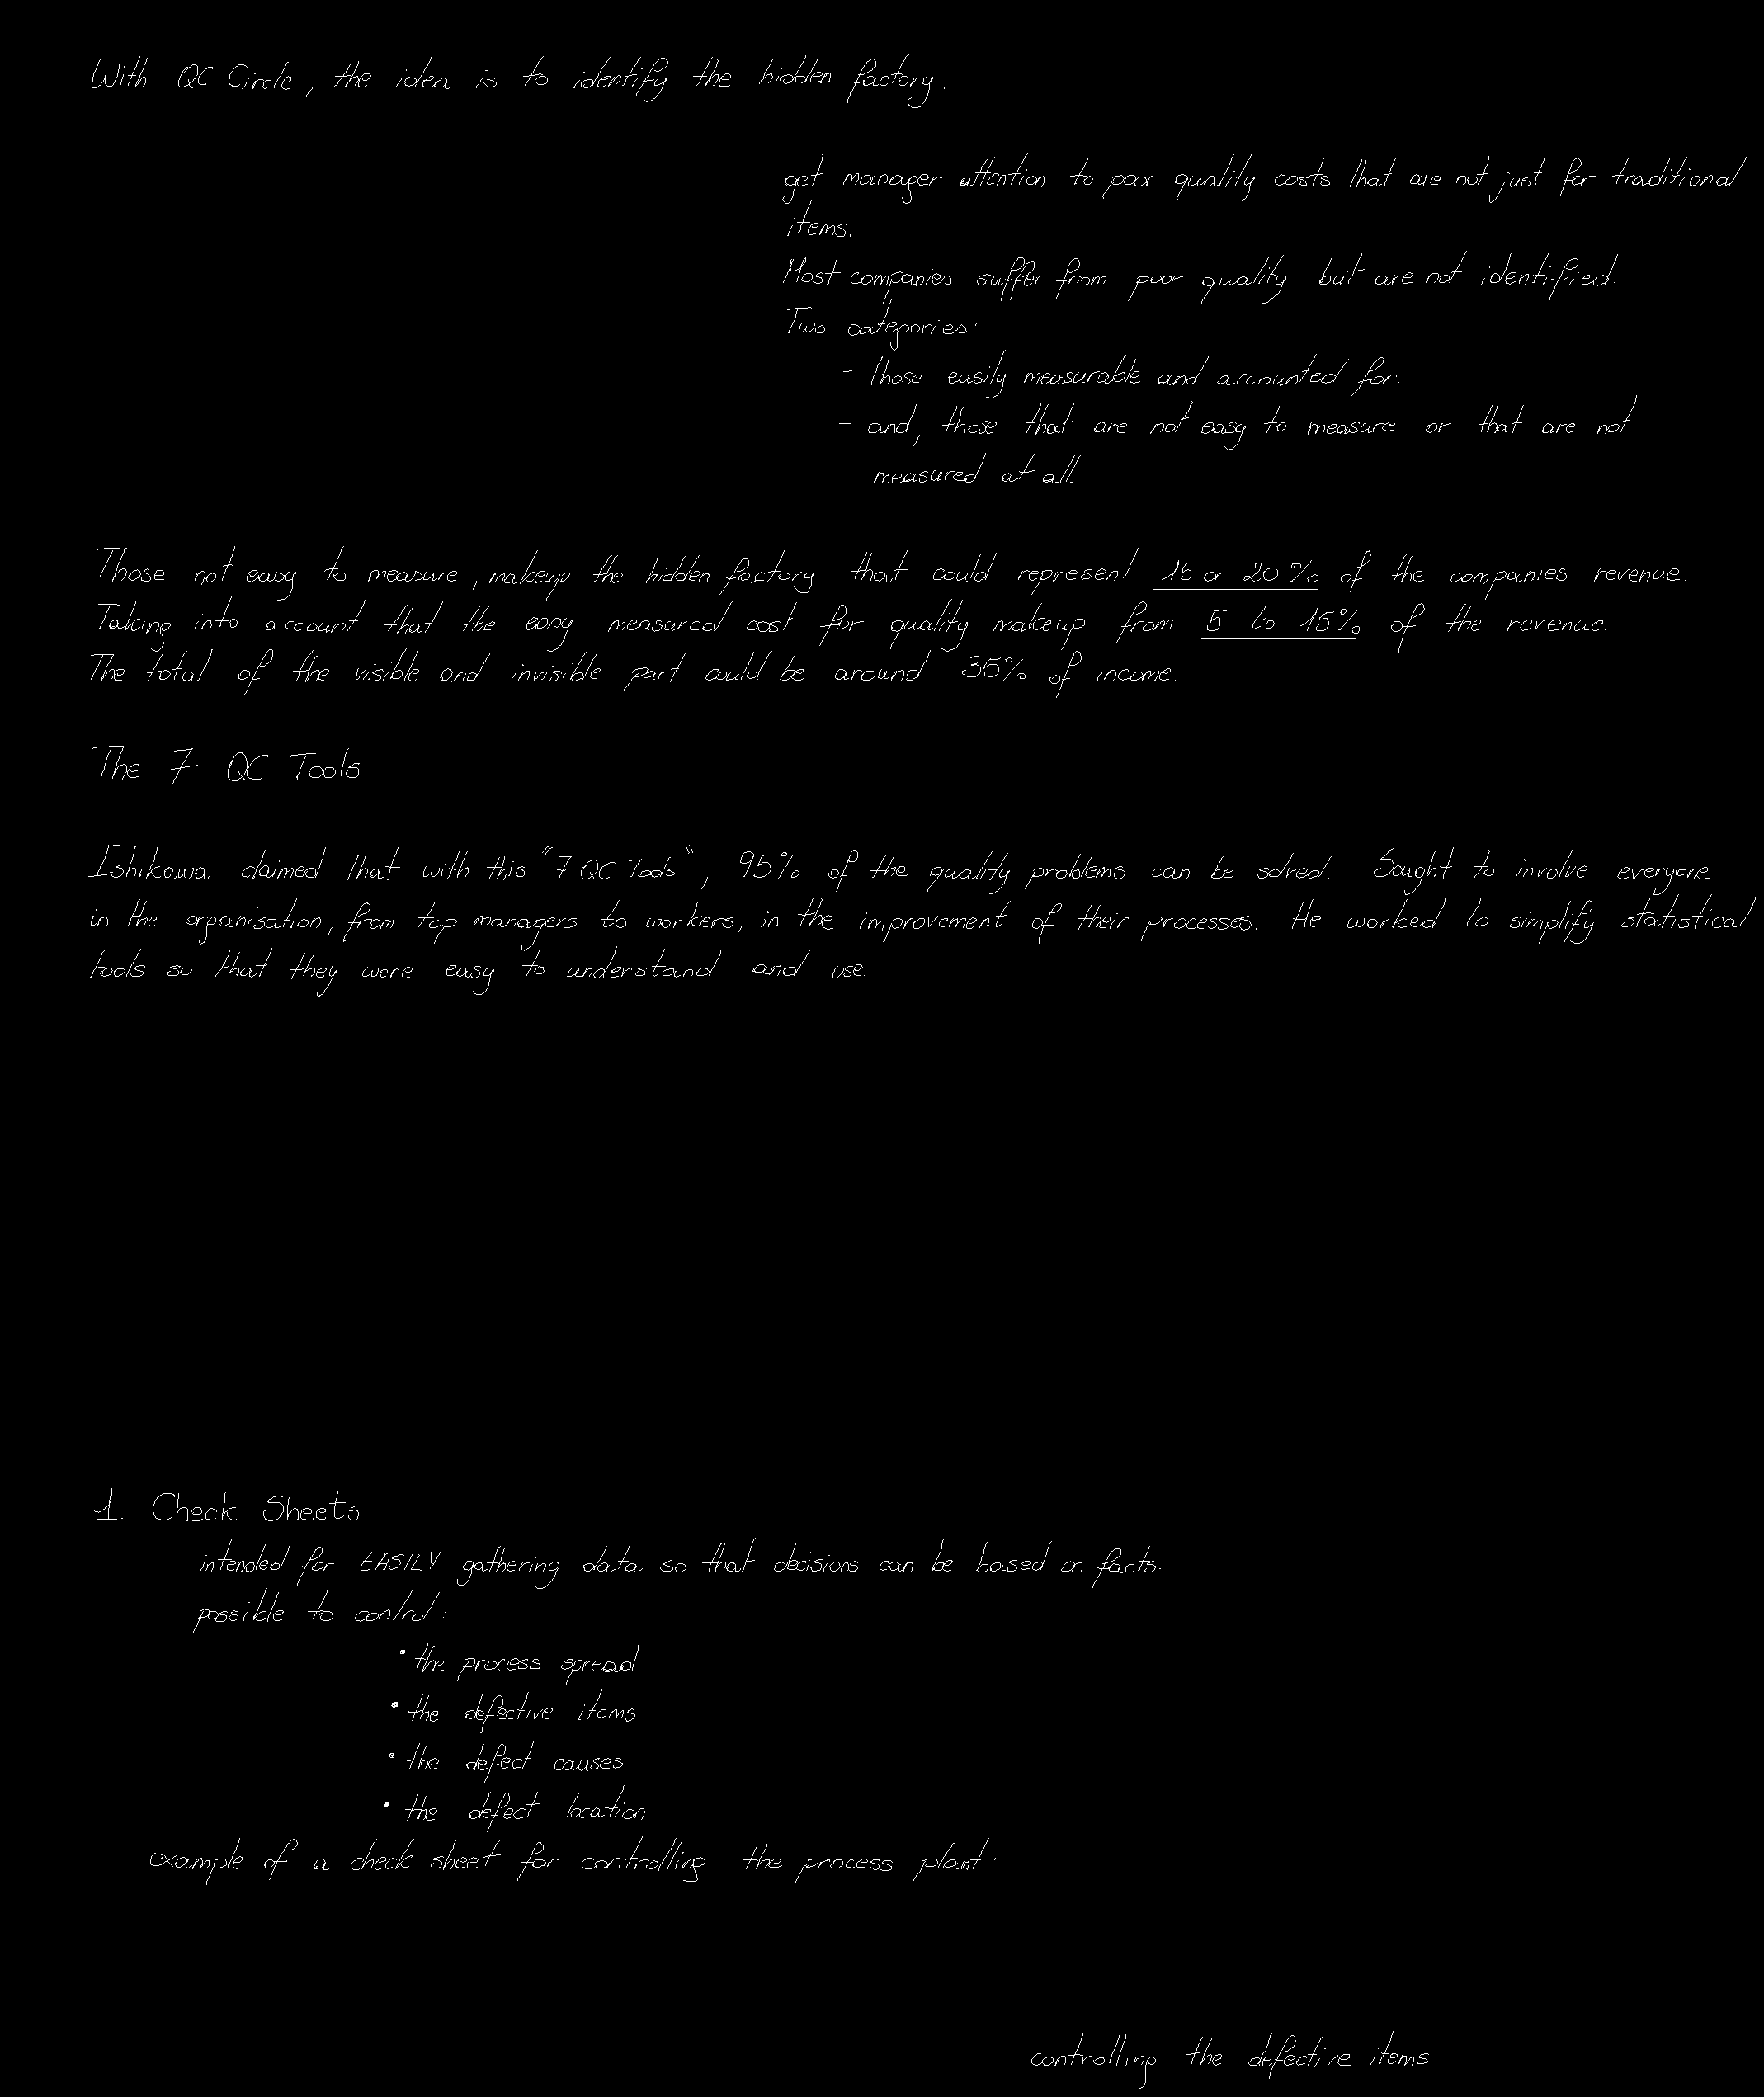 With QC Circle, the idea is to identify the hidden factory.
get manager attention to poor quality costs that are not just for traditional
items.
Most companies suffer from poor quality but are not identified.
Two categories:
- those easily measurable and accounted for.
- and, those that are not easy to measure or that are not
measured at all.
Those not easy to measure, makeup the hidden factory that could represent 15 or 20% of the companies revenue.
Taking into account that the easy measured cost for quality makeup from 5 to 15% of the revenue.
The total of the visible and invisible part could be around 35% of income.
The 7 QC Tools
Ishikawa claimed that with this "7 QC Tools", 95% of the quality problems can be solved. Sought to involve everyone
in the organisation, from top managers to workers, in the improvement of their processes. He worked to simplify statistical
tools so that they were easy to understand and use.
1. Check Sheets
intended for EASILY gathering data so that decisions can be based on facts.
possible to control:
• the process spread
• the defective items
• the defect causes
• the defect location
example of a check sheet for controlling the process plant:
controlling the defective items: